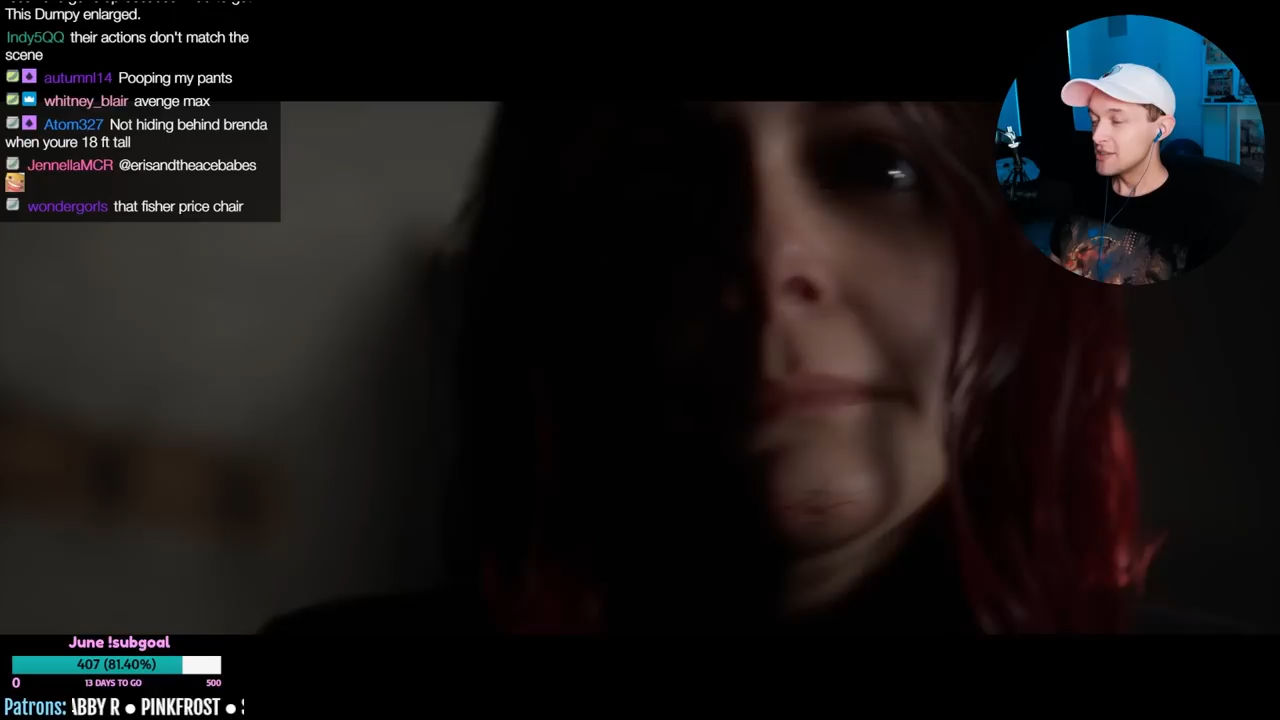 This Dumpy enlarged.
Indy5QQ their actions don't match the
scene
autumnl14 Pooping my pants
whitney_blair avenge max
Atom327 Not hiding behind brenda
when youre 18 ft tall
JennellaMCR @erisandtheacebabes
wondergorls that fisher price chair
June !subgoal
407 (81.40%)
0 13 DAYS TO GO 500
Patrons: ABBY R ● PINKFROST ●